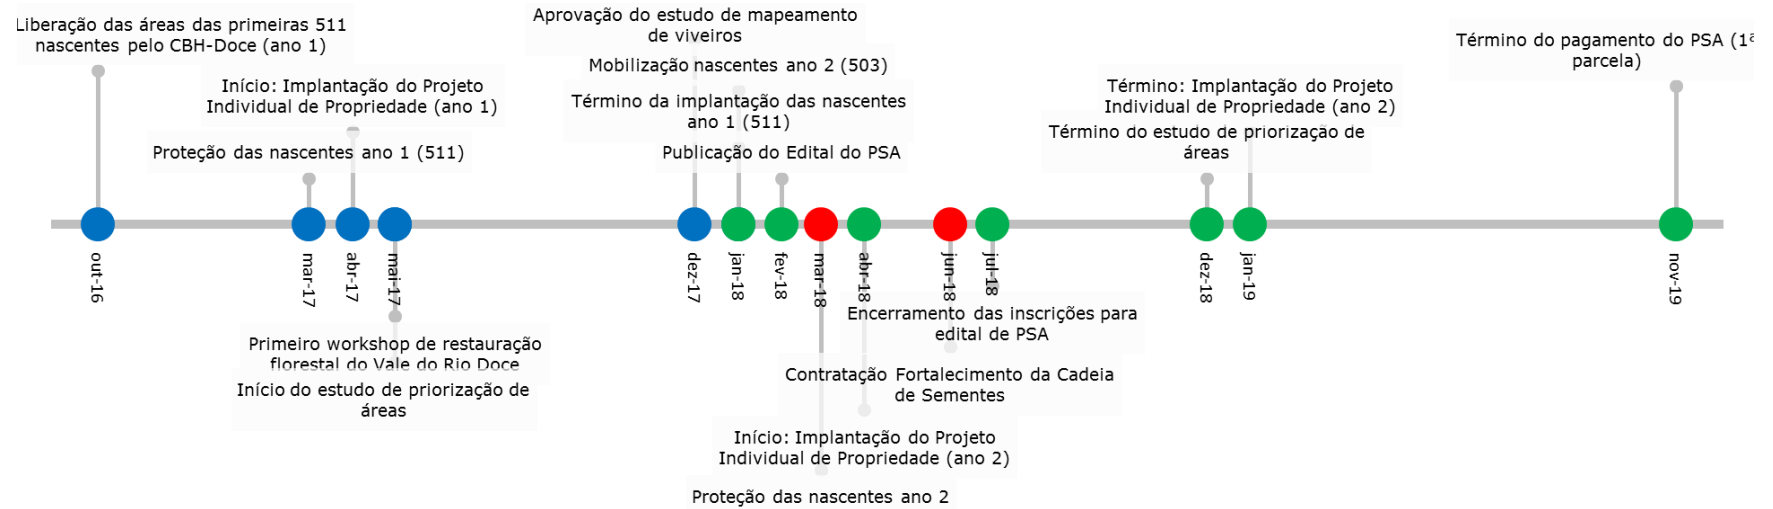 Liberação das áreas das primeiras 511
nascentes pelo CBH-Doce (ano 1)
Início: Implantação do Projeto
Individual de Propriedade (ano 1)
Proteção das nascentes ano 1 (511)
Aprovação do estudo de mapeamento
de viveiros
Mobilização nascentes ano 2 (503)
Término da implantação das nascentes
ano 1 (511)
Publicação do Edital do PSA
Término: Implantação do Projeto
Individual de Propriedade (ano 2)
Término do estudo de priorização de
áreas
Término do pagamento do PSA (1ª
parcela)
out-16
mar-17
abr-17
mai-17
dez-17
jan-18
fev-18
mar-18
abr-18
jun-18
jul-18
dez-18
jan-19
nov-19
Primeiro workshop de restauração
florestal do Vale do Rio Doce
Início do estudo de priorização de
áreas
Encerramento das inscrições para
edital de PSA
Contratação Fortalecimento da Cadeia
de Sementes
Início: Implantação do Projeto
Individual de Propriedade (ano 2)
Proteção das nascentes ano 2